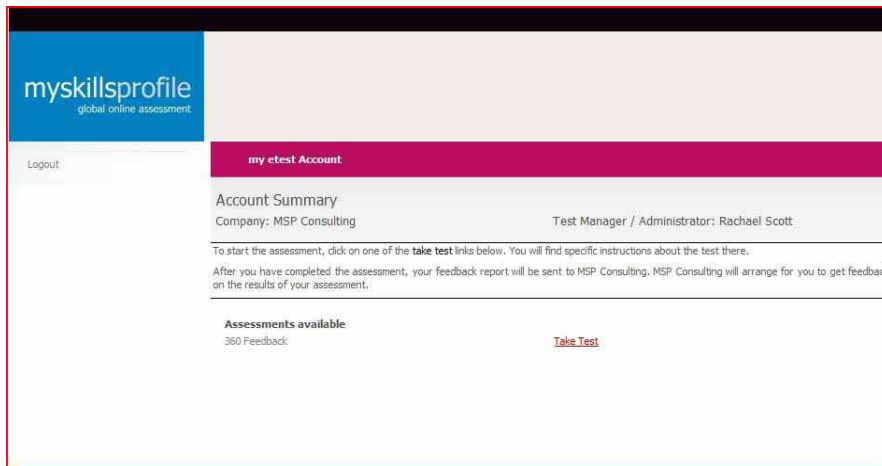 myskillsprofile
global online assessment
Logout
my etest Account
Account Summary
Company: MSP Consulting
Test Manager / Administrator: Rachael Scott
To start the assessment, click on one of the take test links below. You will find specific instructions about the test there.
After you have completed the assessment, your feedback report will be sent to MSP Consulting. MSP Consulting will arrange for you to get feedbac
on the results of your assessment.
Assessments available
360 Feedback
Take Test